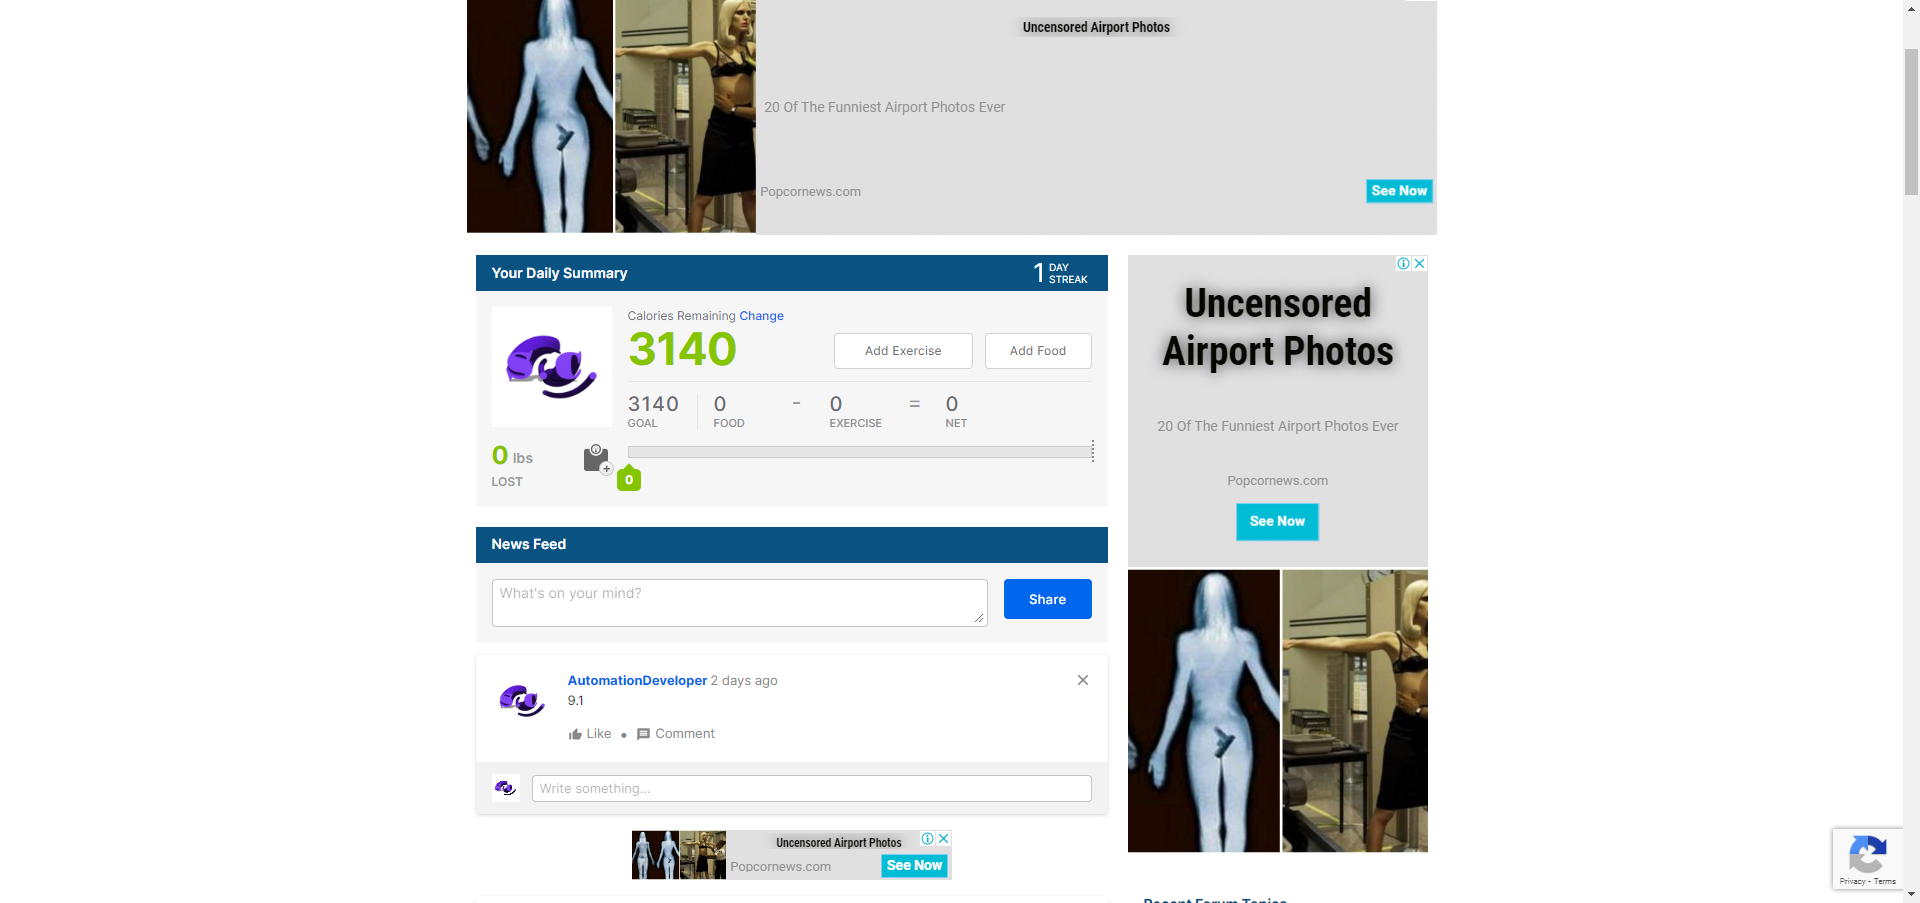 Uncensored Airport Photos
20 Of The Funniest Airport Photos Ever
Popcornews.com
See Now
Your Daily Summary
1 DAY STREAK
Calories Remaining Change
3140
Add Exercise
Add Food
3140
GOAL
0
FOOD
-
0
EXERCISE
=
0
NET
0 lbs
LOST
0
News Feed
What's on your mind?
Share
AutomationDeveloper 2 days ago
9.1
Like • Comment
Write something...
Uncensored Airport Photos
Popcornews.com
See Now
Uncensored
Airport Photos
20 Of The Funniest Airport Photos Ever
Popcornews.com
See Now
Recent Forum Topics
Privacy - Terms